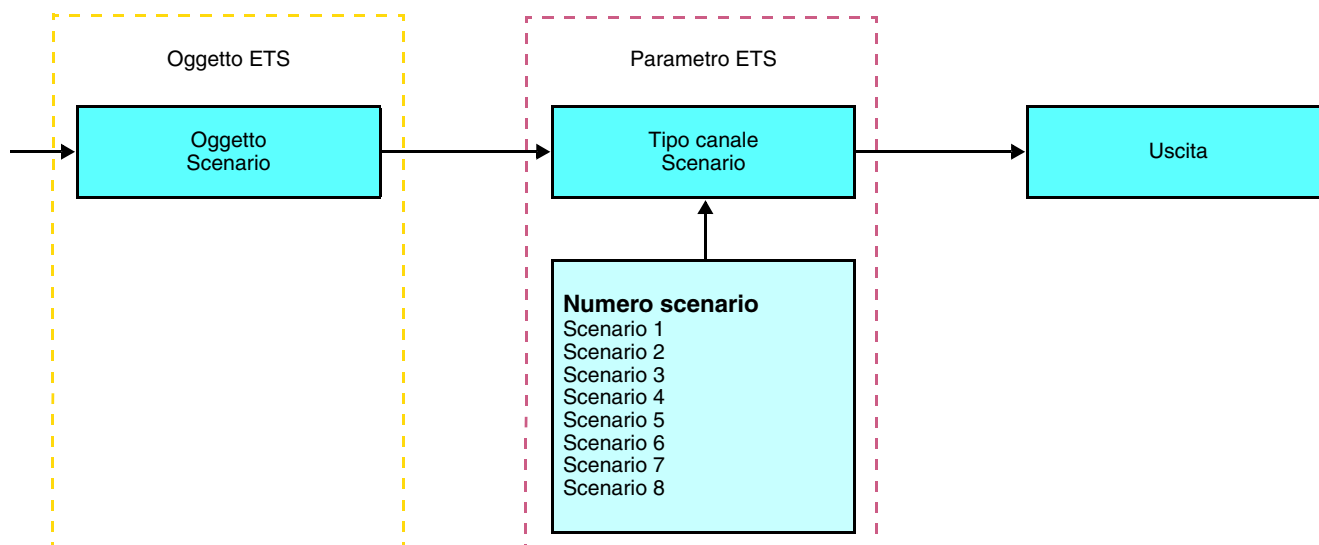 Oggetto ETS
Parametro ETS
Oggetto
Scenario
Tipo canale
Scenario
Uscita
Numero scenario
Scenario 1
Scenario 2
Scenario 3
Scenario 4
Scenario 5
Scenario 6
Scenario 7
Scenario 8